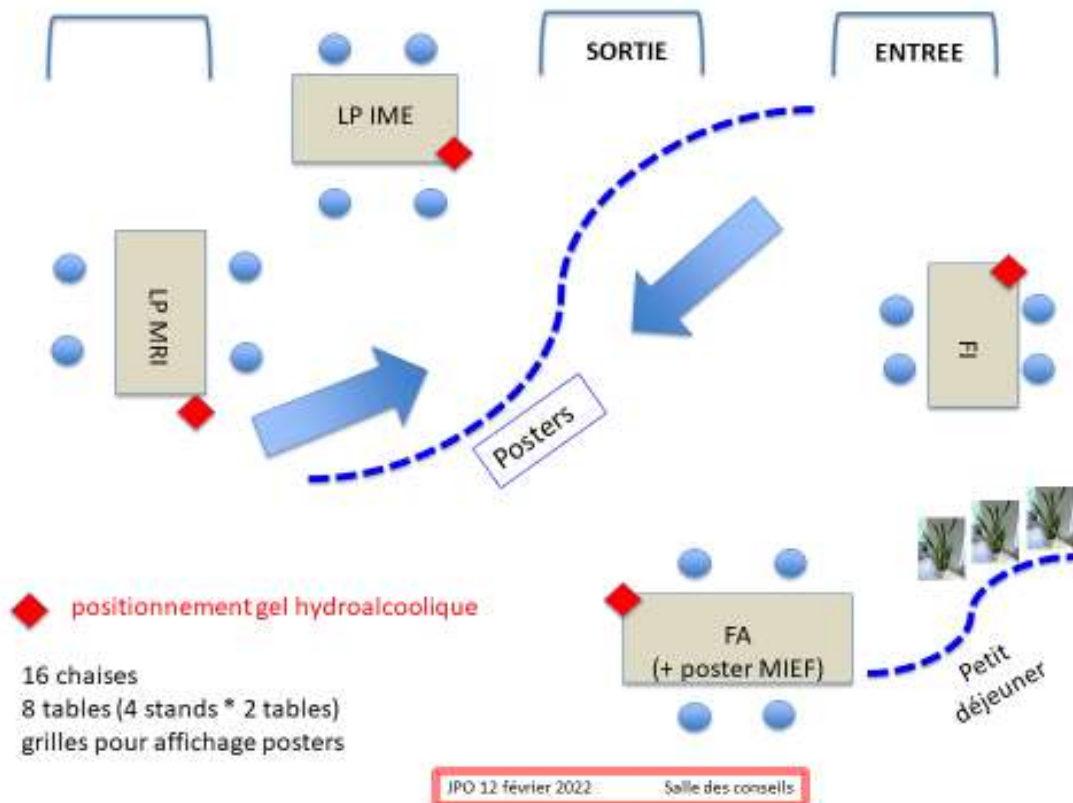 SORTIE
ENTREE
LP IME
LP MRI
FI
Posters
positionnement gel hydroalcoolique
FA
(+ poster MIEF)
Petit
déjeuner
16 chaises
8 tables (4 stands * 2 tables)
grilles pour affichage posters
JPO 12 février 2022 Salle des conseils